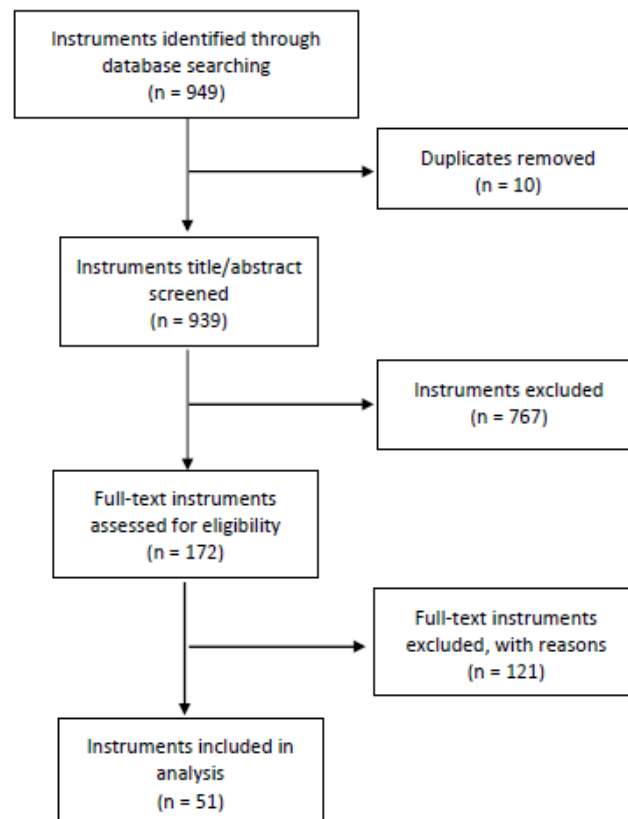 Instruments identified through
database searching
(n = 949)
Duplicates removed
(n = 10)
Instruments title/abstract
screened
(n = 939)
Instruments excluded
(n = 767)
Full-text instruments
assessed for eligibility
(n = 172)
Full-text instruments
excluded, with reasons
(n = 121)
Instruments included in
analysis
(n = 51)